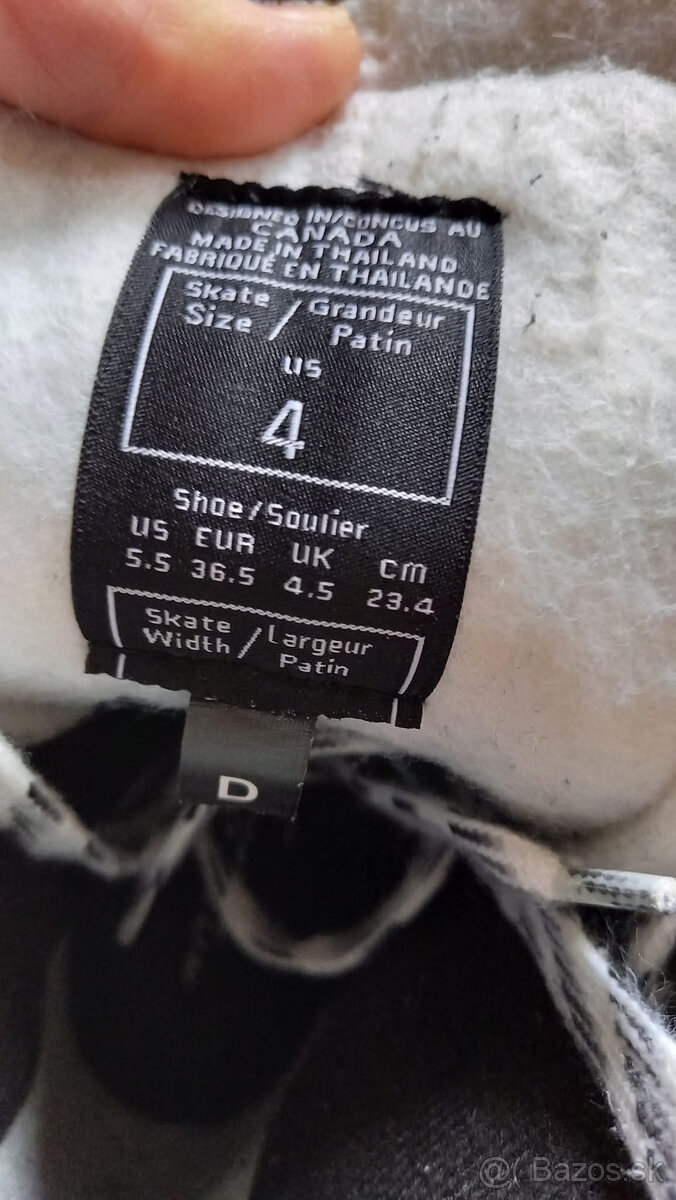 DESIGNED IN/CONCUS AU
CANADA
MADE IN THAILAND
FABRIQUÉ EN THAILANDE
Skate Size / Grandeur Patin
US
4
Shoe/Soulier
US EUR UK cm
5.5 36.5 4.5 23.4
Skate Width / Largeur Patin
D
@( Bazos.sk